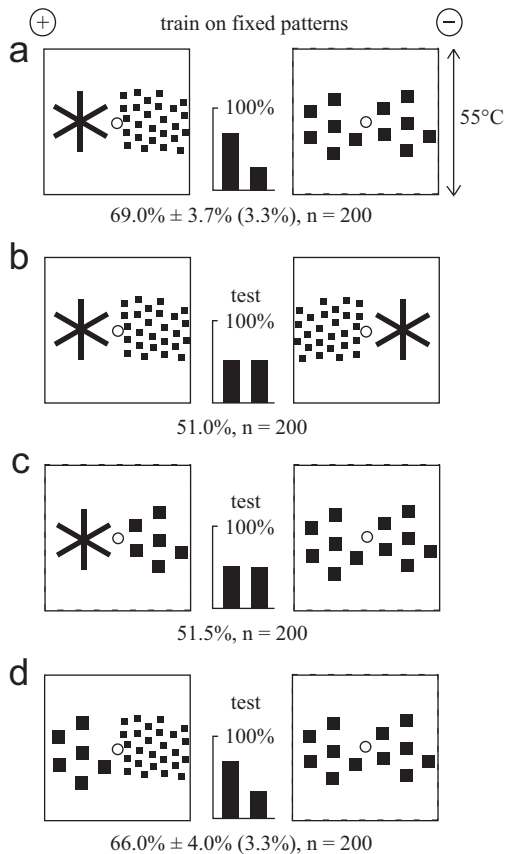 + train on fixed patterns −
a
100%
55°C
69.0% ± 3.7% (3.3%), n = 200
b
test
100%
51.0%, n = 200
c
test
100%
51.5%, n = 200
d
test
100%
66.0% ± 4.0% (3.3%), n = 200